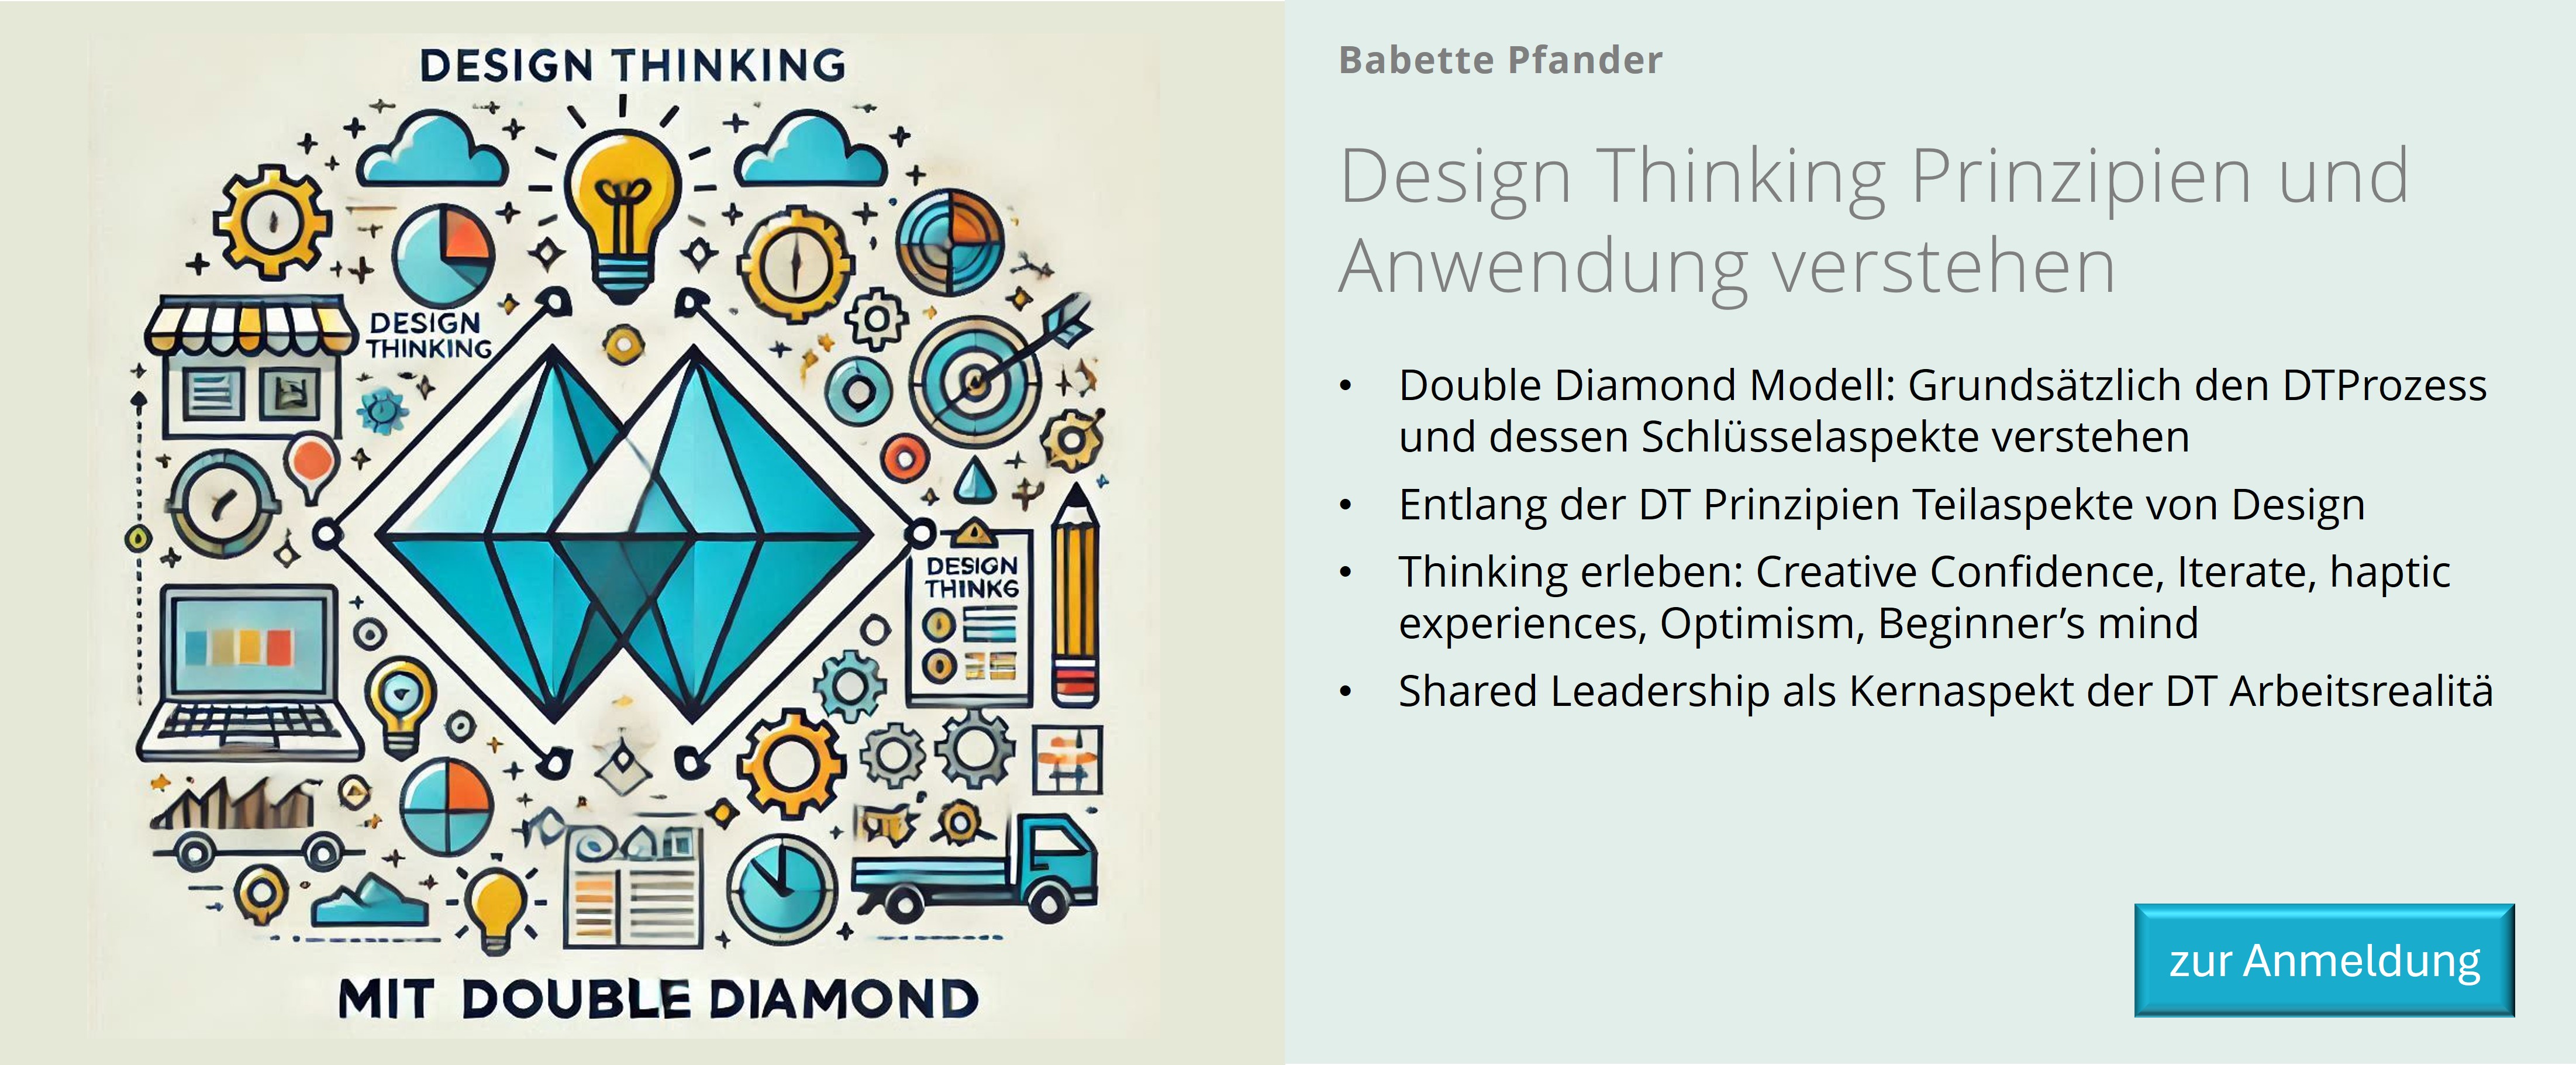 DESIGN THINKING
DESIGN
THINKING
DESIGN
THINKG
MIT DOUBLE DIAMOND
Babette Pfander
Design Thinking Prinzipien und
Anwendung verstehen
• Double Diamond Modell: Grundsätzlich den DTProzess
und dessen Schlüsselaspekte verstehen
• Entlang der DT Prinzipien Teilaspekte von Design
• Thinking erleben: Creative Confidence, Iterate, haptic
experiences, Optimism, Beginner’s mind
• Shared Leadership als Kernaspekt der DT Arbeitsrealitä
zur Anmeldung